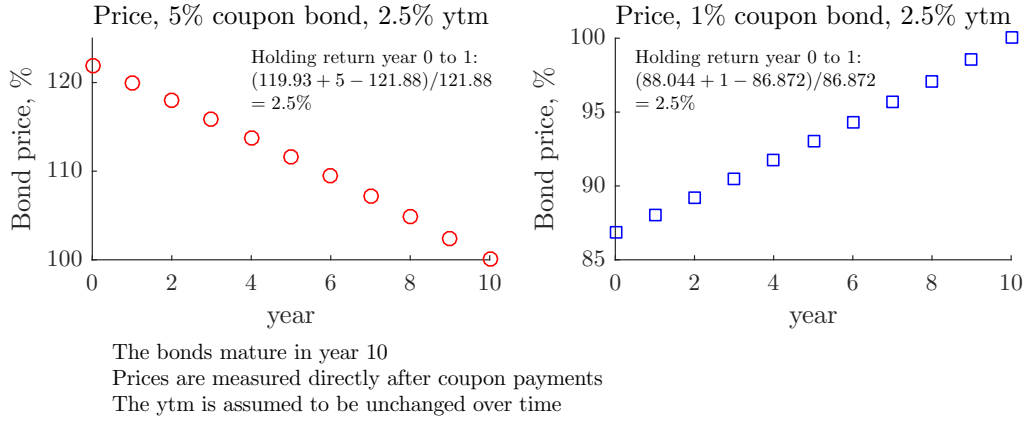 Price, 5% coupon bond, 2.5% ytm
Bond price, %
120
110
100
Holding return year 0 to 1:
(119.93 + 5 − 121.88)/121.88
= 2.5%
0 2 4 6 8 10
year
Price, 1% coupon bond, 2.5% ytm
Bond price, %
100
95
90
85
Holding return year 0 to 1:
(88.044 + 1 − 86.872)/86.872
= 2.5%
0 2 4 6 8 10
year
The bonds mature in year 10
Prices are measured directly after coupon payments
The ytm is assumed to be unchanged over time